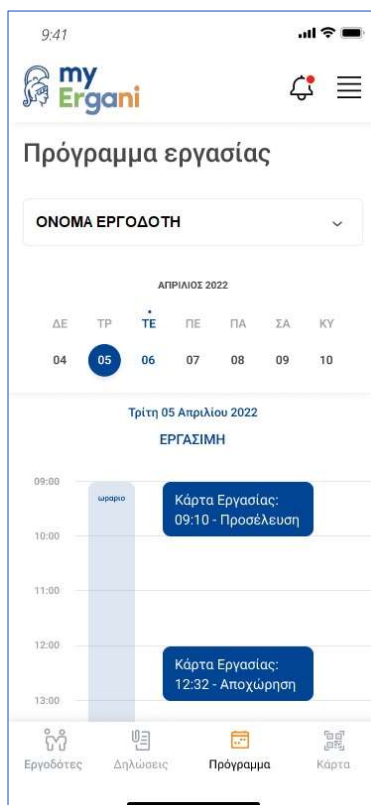 9:41
my
Ergani
Πρόγραμμα εργασίας
ΟΝΟΜΑ ΕΡΓΟΔΟΤΗ
ΑΠΡΙΛΙΟΣ 2022
ΔΕ ΤΡ ΤΕ ΠΕ ΠΑ ΣΑ ΚΥ
04 05 06 07 08 09 10
Τρίτη 05 Απριλίου 2022
ΕΡΓΑΣΙΜΗ
09:00
ωραριο
Κάρτα Εργασίας:
09:10 - Προσέλευση
10:00
11:00
12:00
Κάρτα Εργασίας:
12:32 - Αποχώρηση
13:00
Εργοδότες Δηλώσεις Πρόγραμμα Κάρτα